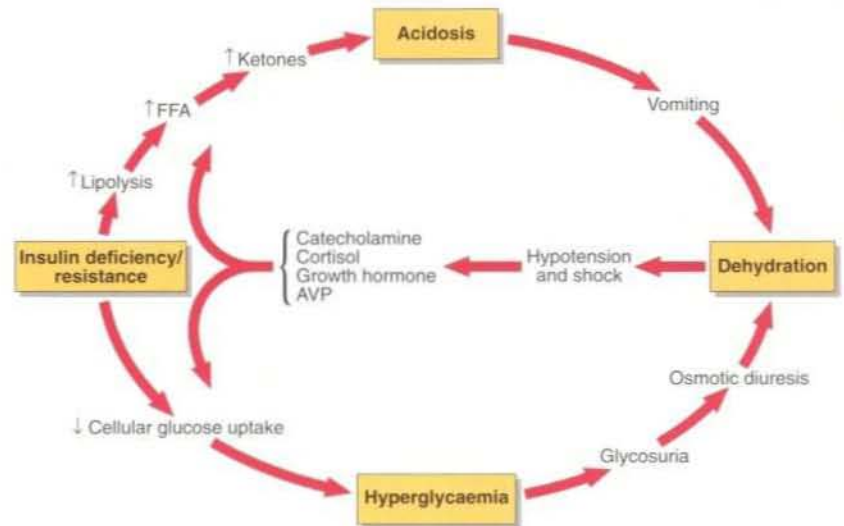 Acidosis
↑Ketones
↑FFA
Vomiting
↑Lipolysis
Insulin deficiency/
resistance
Catecholamine
Cortisol
Growth hormone
AVP
Hypotension
and shock
Dehydration
Osmotic diuresis
↓ Cellular glucose uptake
Glycosuria
Hyperglycaemia